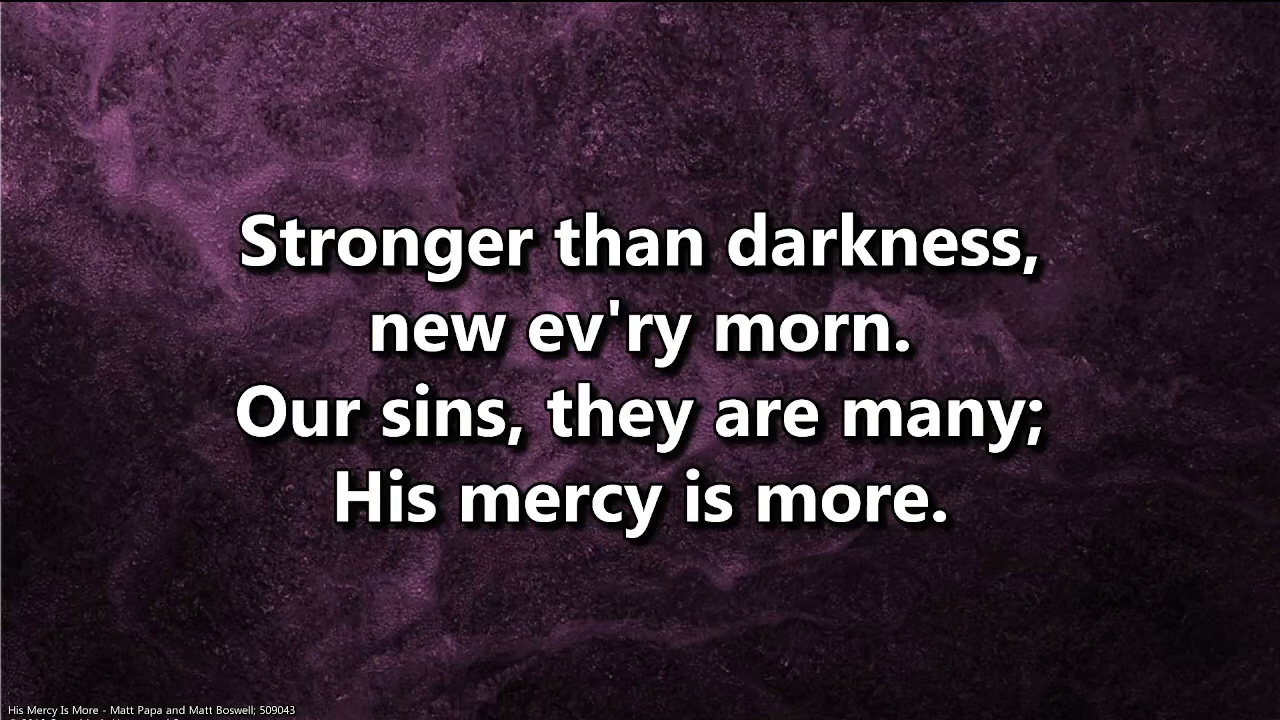 Stronger than darkness,
new ev'ry morn.
Our sins, they are many;
His mercy is more.
His Mercy Is More - Matt Papa and Matt Boswell; 509043